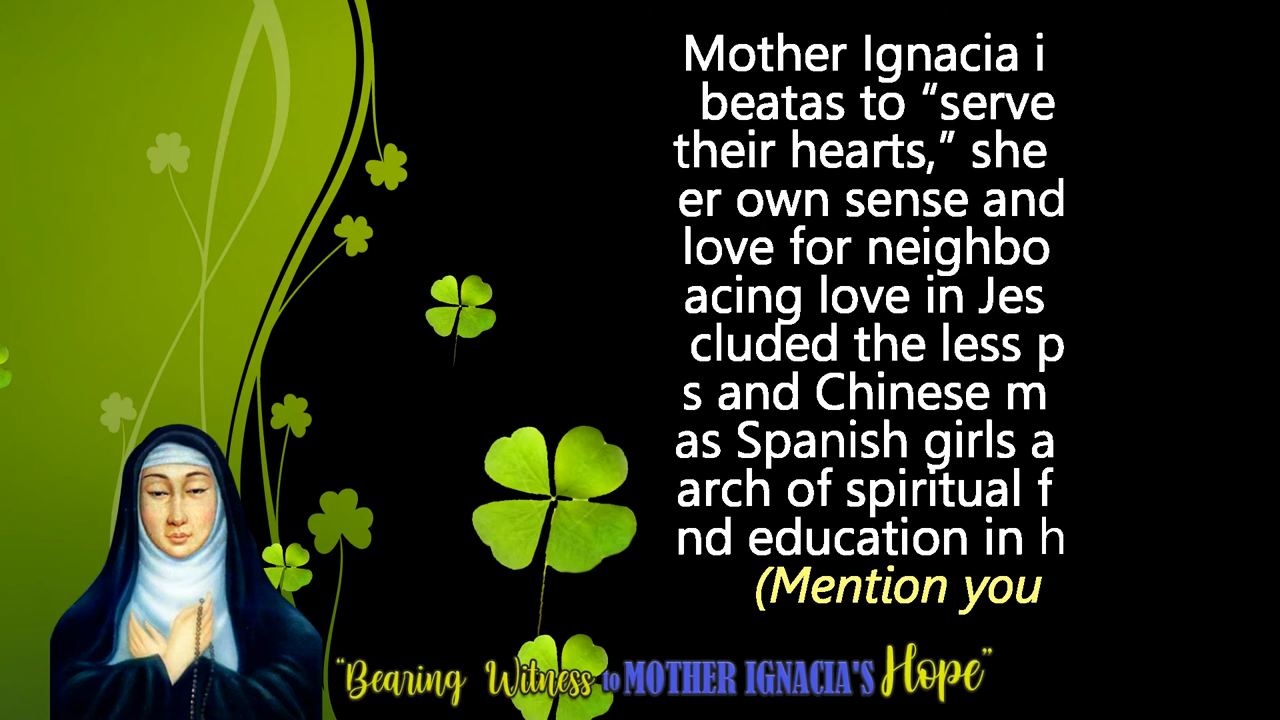 Mother Ignacia i
beatas to “serve
their hearts,” she
er own sense and
love for neighbo
acing love in Jes
cluded the less p
s and Chinese m
as Spanish girls a
arch of spiritual f
nd education in h
(Mention you
“Bearing Witness to MOTHER IGNACIA'S Hope”